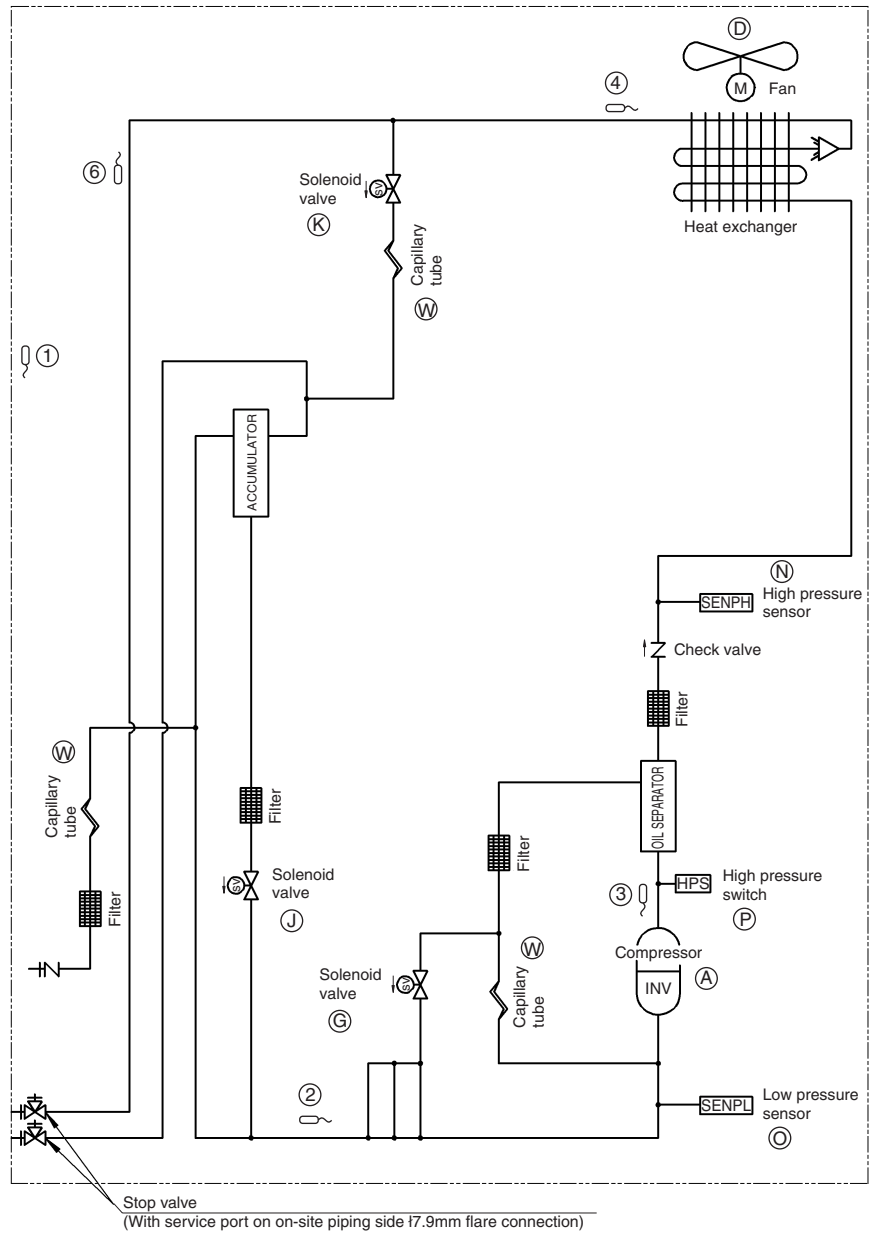 D
M
Fan
4
6
Solenoid
valve
SV
K
Heat exchanger
Capillary
tube
W
1
ACCUMULATOR
N
SENPH
High pressure
sensor
Check valve
Filter
W
Capillary
tube
OIL SEPARATOR
Filter
Filter
Solenoid
valve
SV
J
3
HPS
High pressure
switch
P
Filter
Compressor
INV
A
W
Solenoid
valve
SV
G
Capillary
tube
2
SENPL
Low pressure
sensor
O
Stop valve
(With service port on on-site piping side ł7.9mm flare connection)